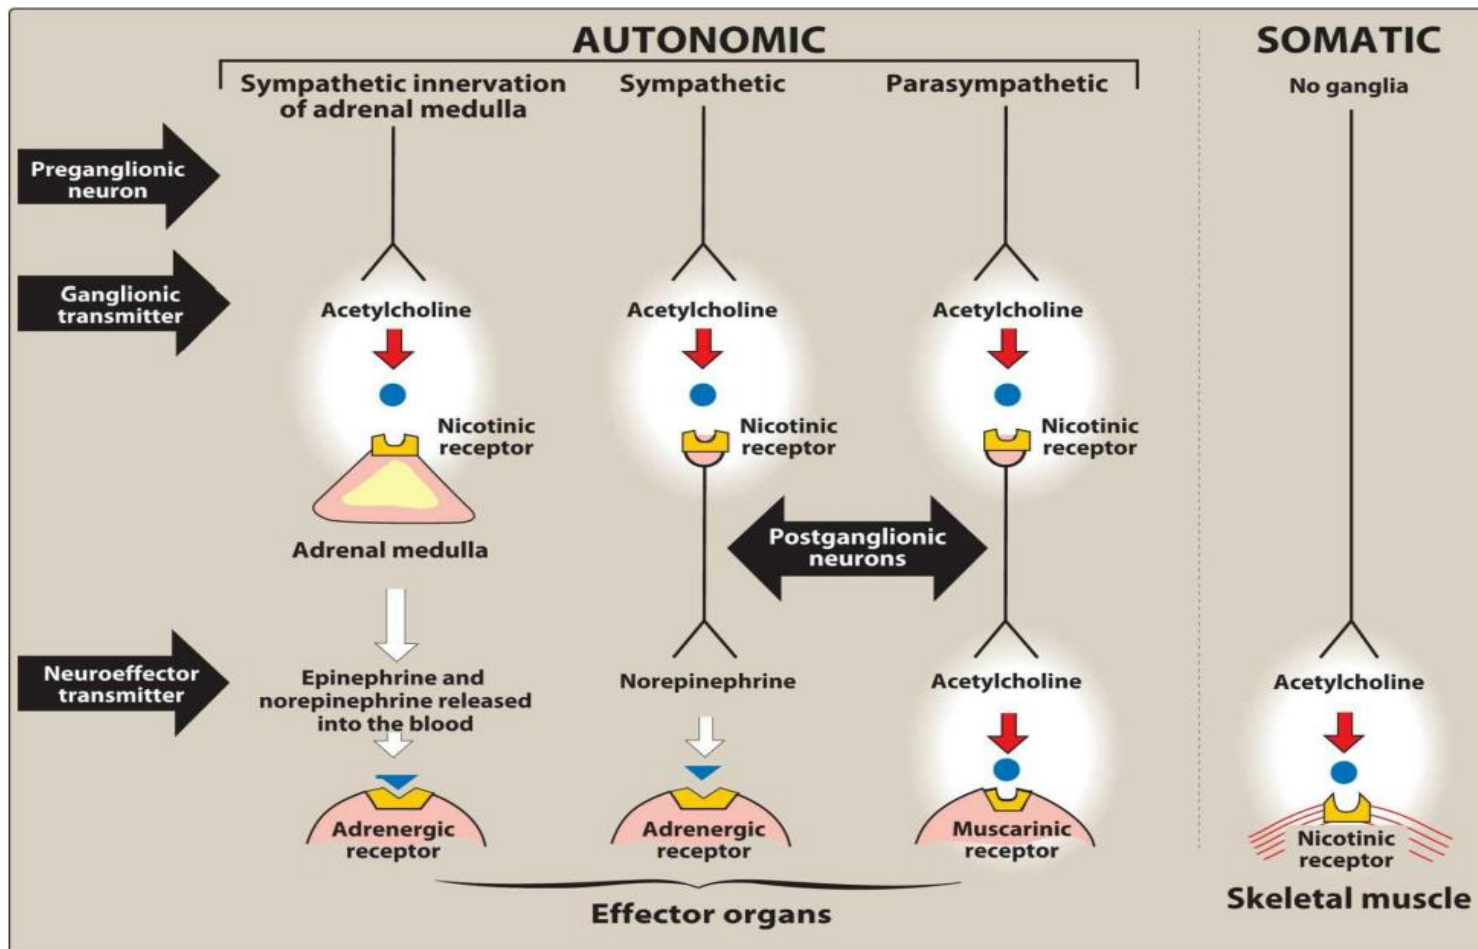 AUTONOMIC
SOMATIC
Sympathetic innervation
of adrenal medulla
Sympathetic
Parasympathetic
No ganglia
Preganglionic
neuron
Ganglionic
transmitter
Acetylcholine
Acetylcholine
Acetylcholine
Nicotinic
receptor
Nicotinic
receptor
Nicotinic
receptor
Adrenal medulla
Postganglionic
neurons
Neuroeffector
transmitter
Epinephrine and
norepinephrine released
into the blood
Norepinephrine
Acetylcholine
Acetylcholine
Adrenergic
receptor
Adrenergic
receptor
Muscarinic
receptor
Nicotinic
receptor
Effector organs
Skeletal muscle